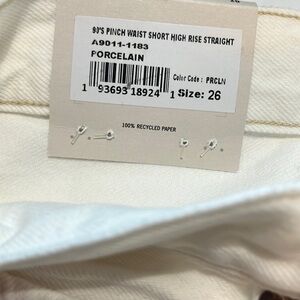 90'S PINCH WAIST SHORT HIGH RISE STRAIGHT
A9011-1183
PORCELAIN
Color Code : PRCLN
1 93693 18924 1
Size: 26
100% RECYCLED PAPER